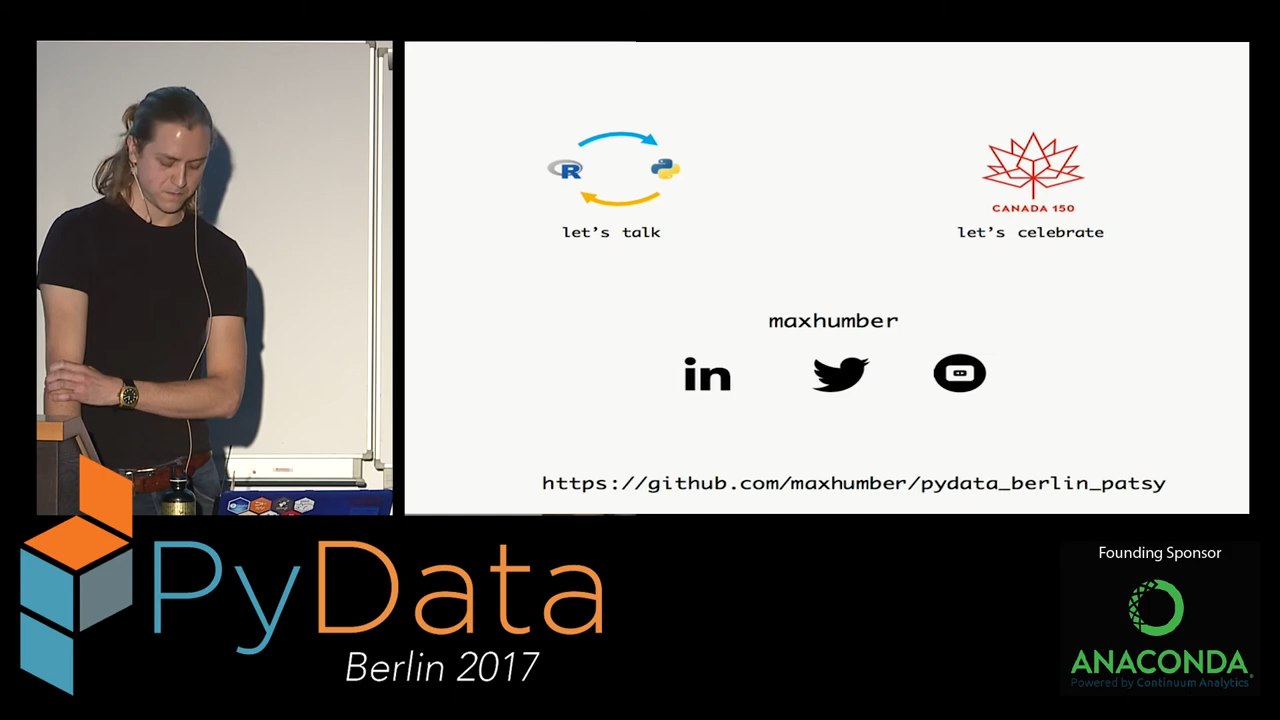 R
let's talk
CANADA 150
let's celebrate
maxhumber
in
https://github.com/maxhumber/pydata_berlin_patsy
PyData
Berlin 2017
Founding Sponsor
ANACONDA
Powered by Continuum Analytics